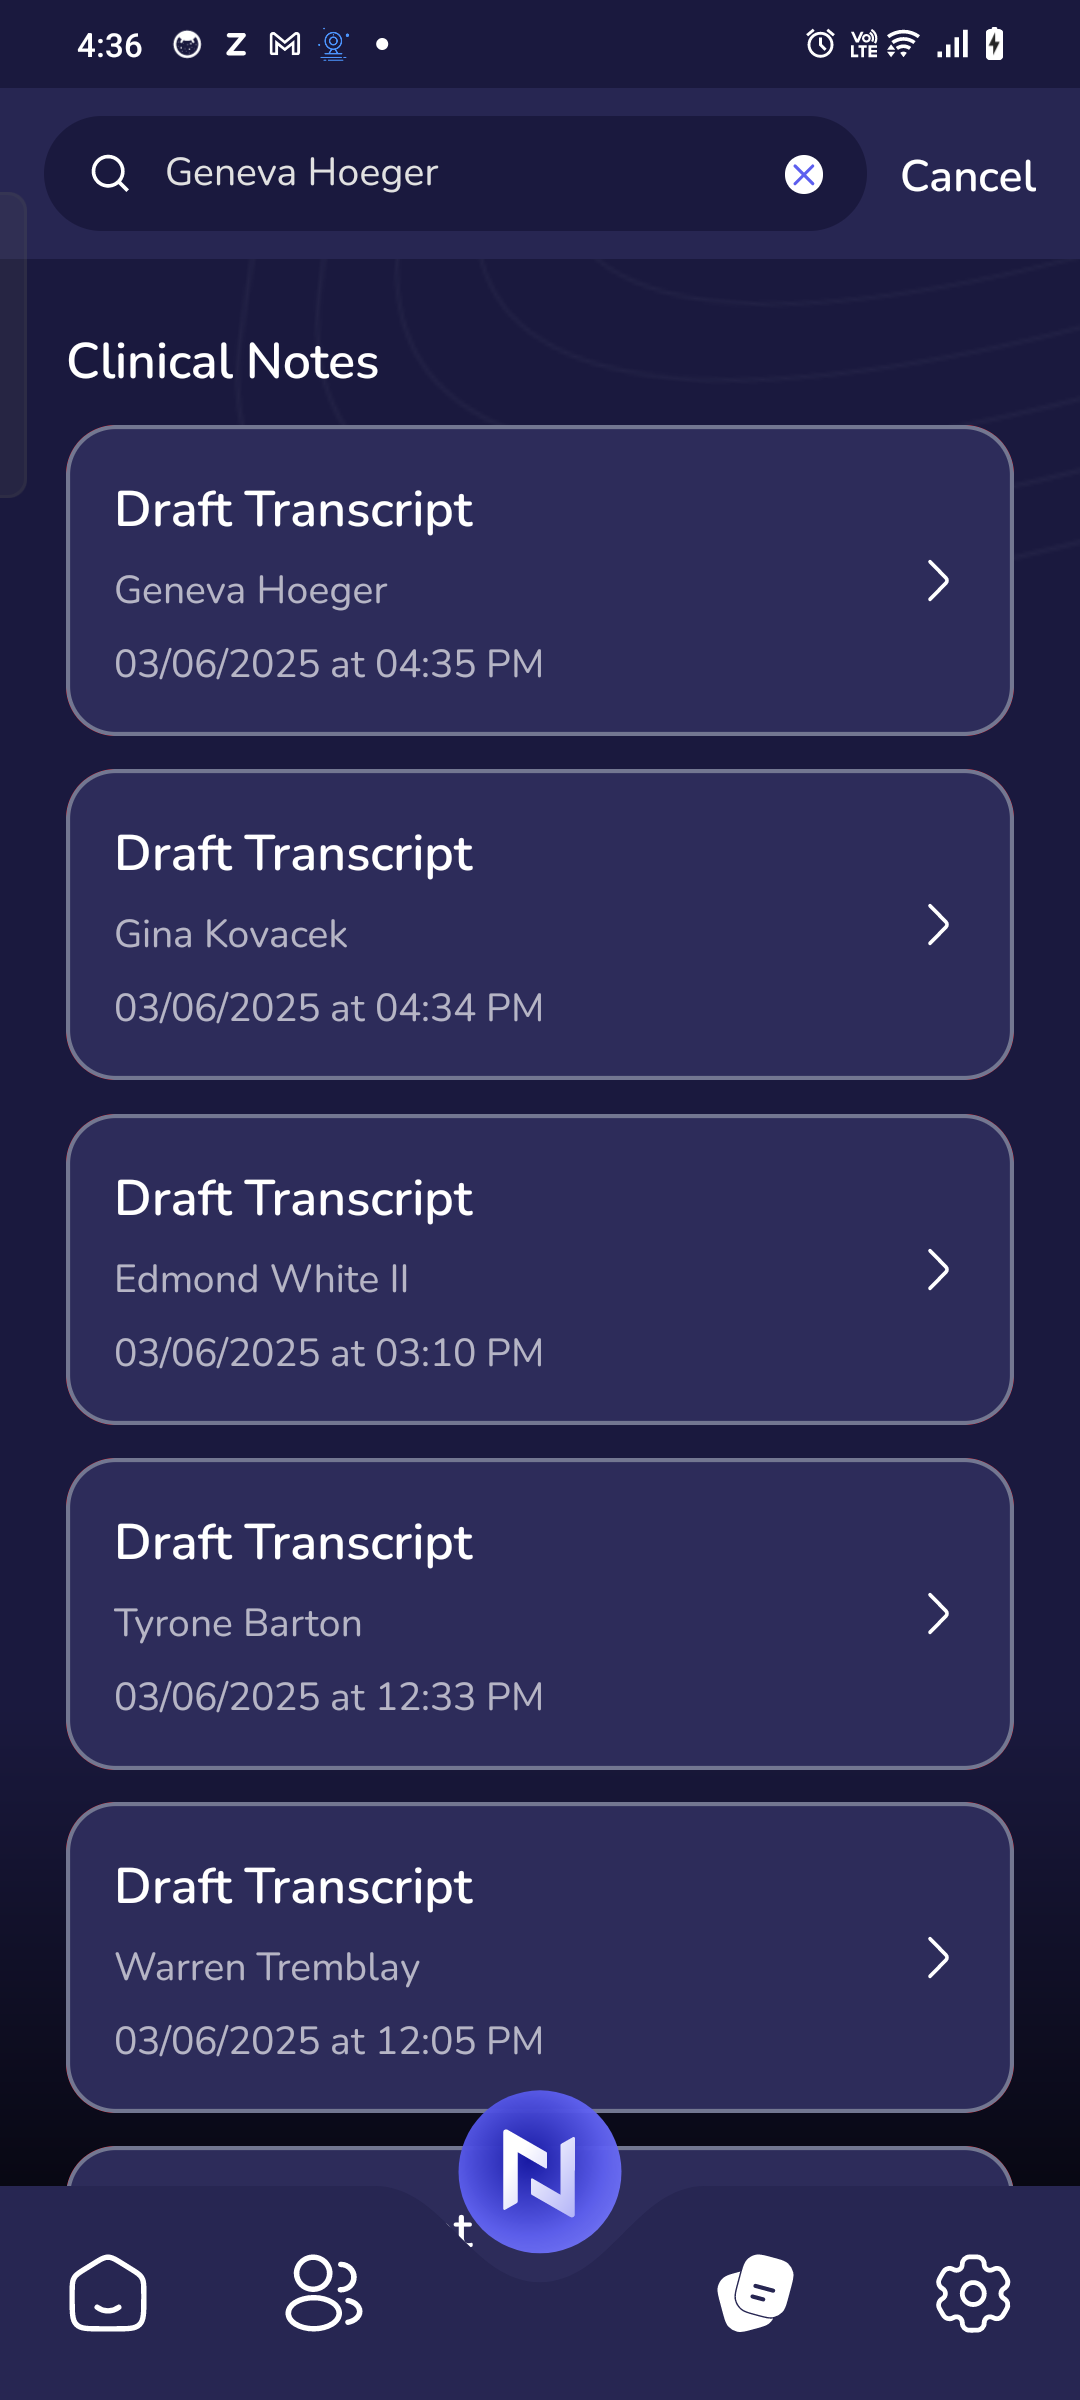 4:36
Z
Vo)) LTE
Geneva Hoeger
Cancel
Clinical Notes
Draft Transcript
Geneva Hoeger
03/06/2025 at 04:35 PM
Draft Transcript
Gina Kovacek
03/06/2025 at 04:34 PM
Draft Transcript
Edmond White II
03/06/2025 at 03:10 PM
Draft Transcript
Tyrone Barton
03/06/2025 at 12:33 PM
Draft Transcript
Warren Tremblay
03/06/2025 at 12:05 PM
t